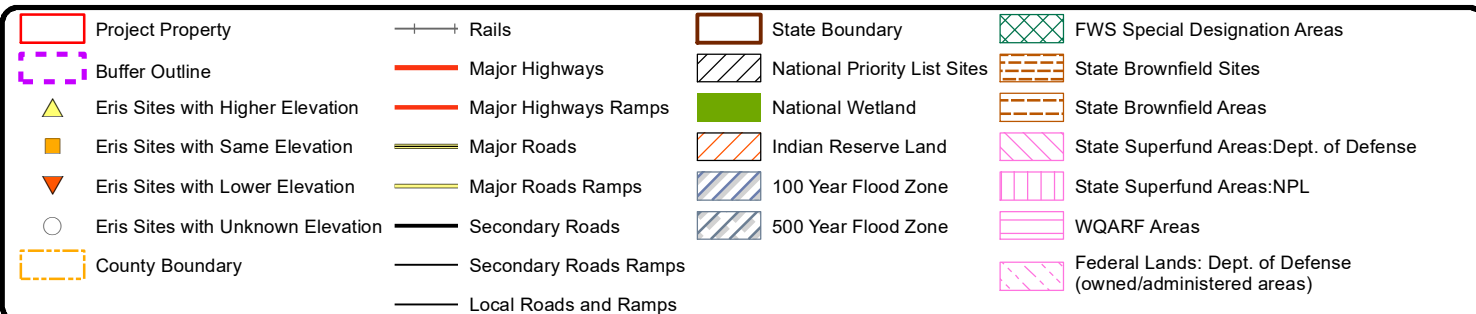 Project Property
Buffer Outline
Eris Sites with Higher Elevation
Eris Sites with Same Elevation
Eris Sites with Lower Elevation
Eris Sites with Unknown Elevation
County Boundary
Rails
Major Highways
Major Highways Ramps
Major Roads
Major Roads Ramps
Secondary Roads
Secondary Roads Ramps
Local Roads and Ramps
State Boundary
National Priority List Sites
National Wetland
Indian Reserve Land
100 Year Flood Zone
500 Year Flood Zone
FWS Special Designation Areas
State Brownfield Sites
State Brownfield Areas
State Superfund Areas:Dept. of Defense
State Superfund Areas:NPL
WQARF Areas
Federal Lands: Dept. of Defense
(owned/administered areas)